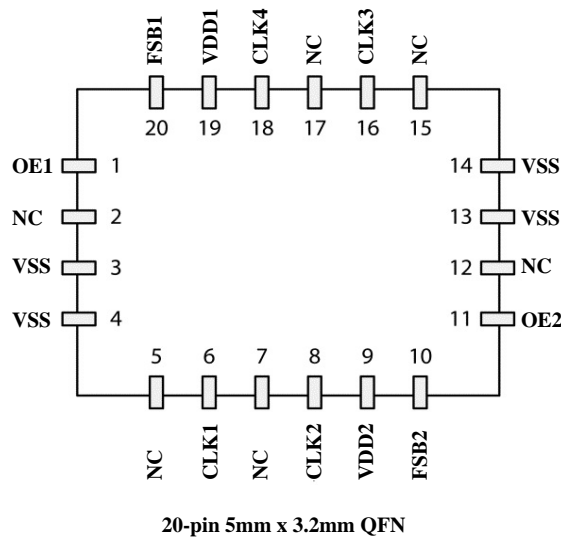 FSB1 VDD1 CLK4 NC CLK3 NC
20 19 18 17 16 15
OE1 1 14 VSS
NC 2 13 VSS
VSS 3 12 NC
VSS 4 11 OE2
5 6 7 8 9 10
NC CLK1 NC CLK2 VDD2 FSB2
20-pin 5mm x 3.2mm QFN